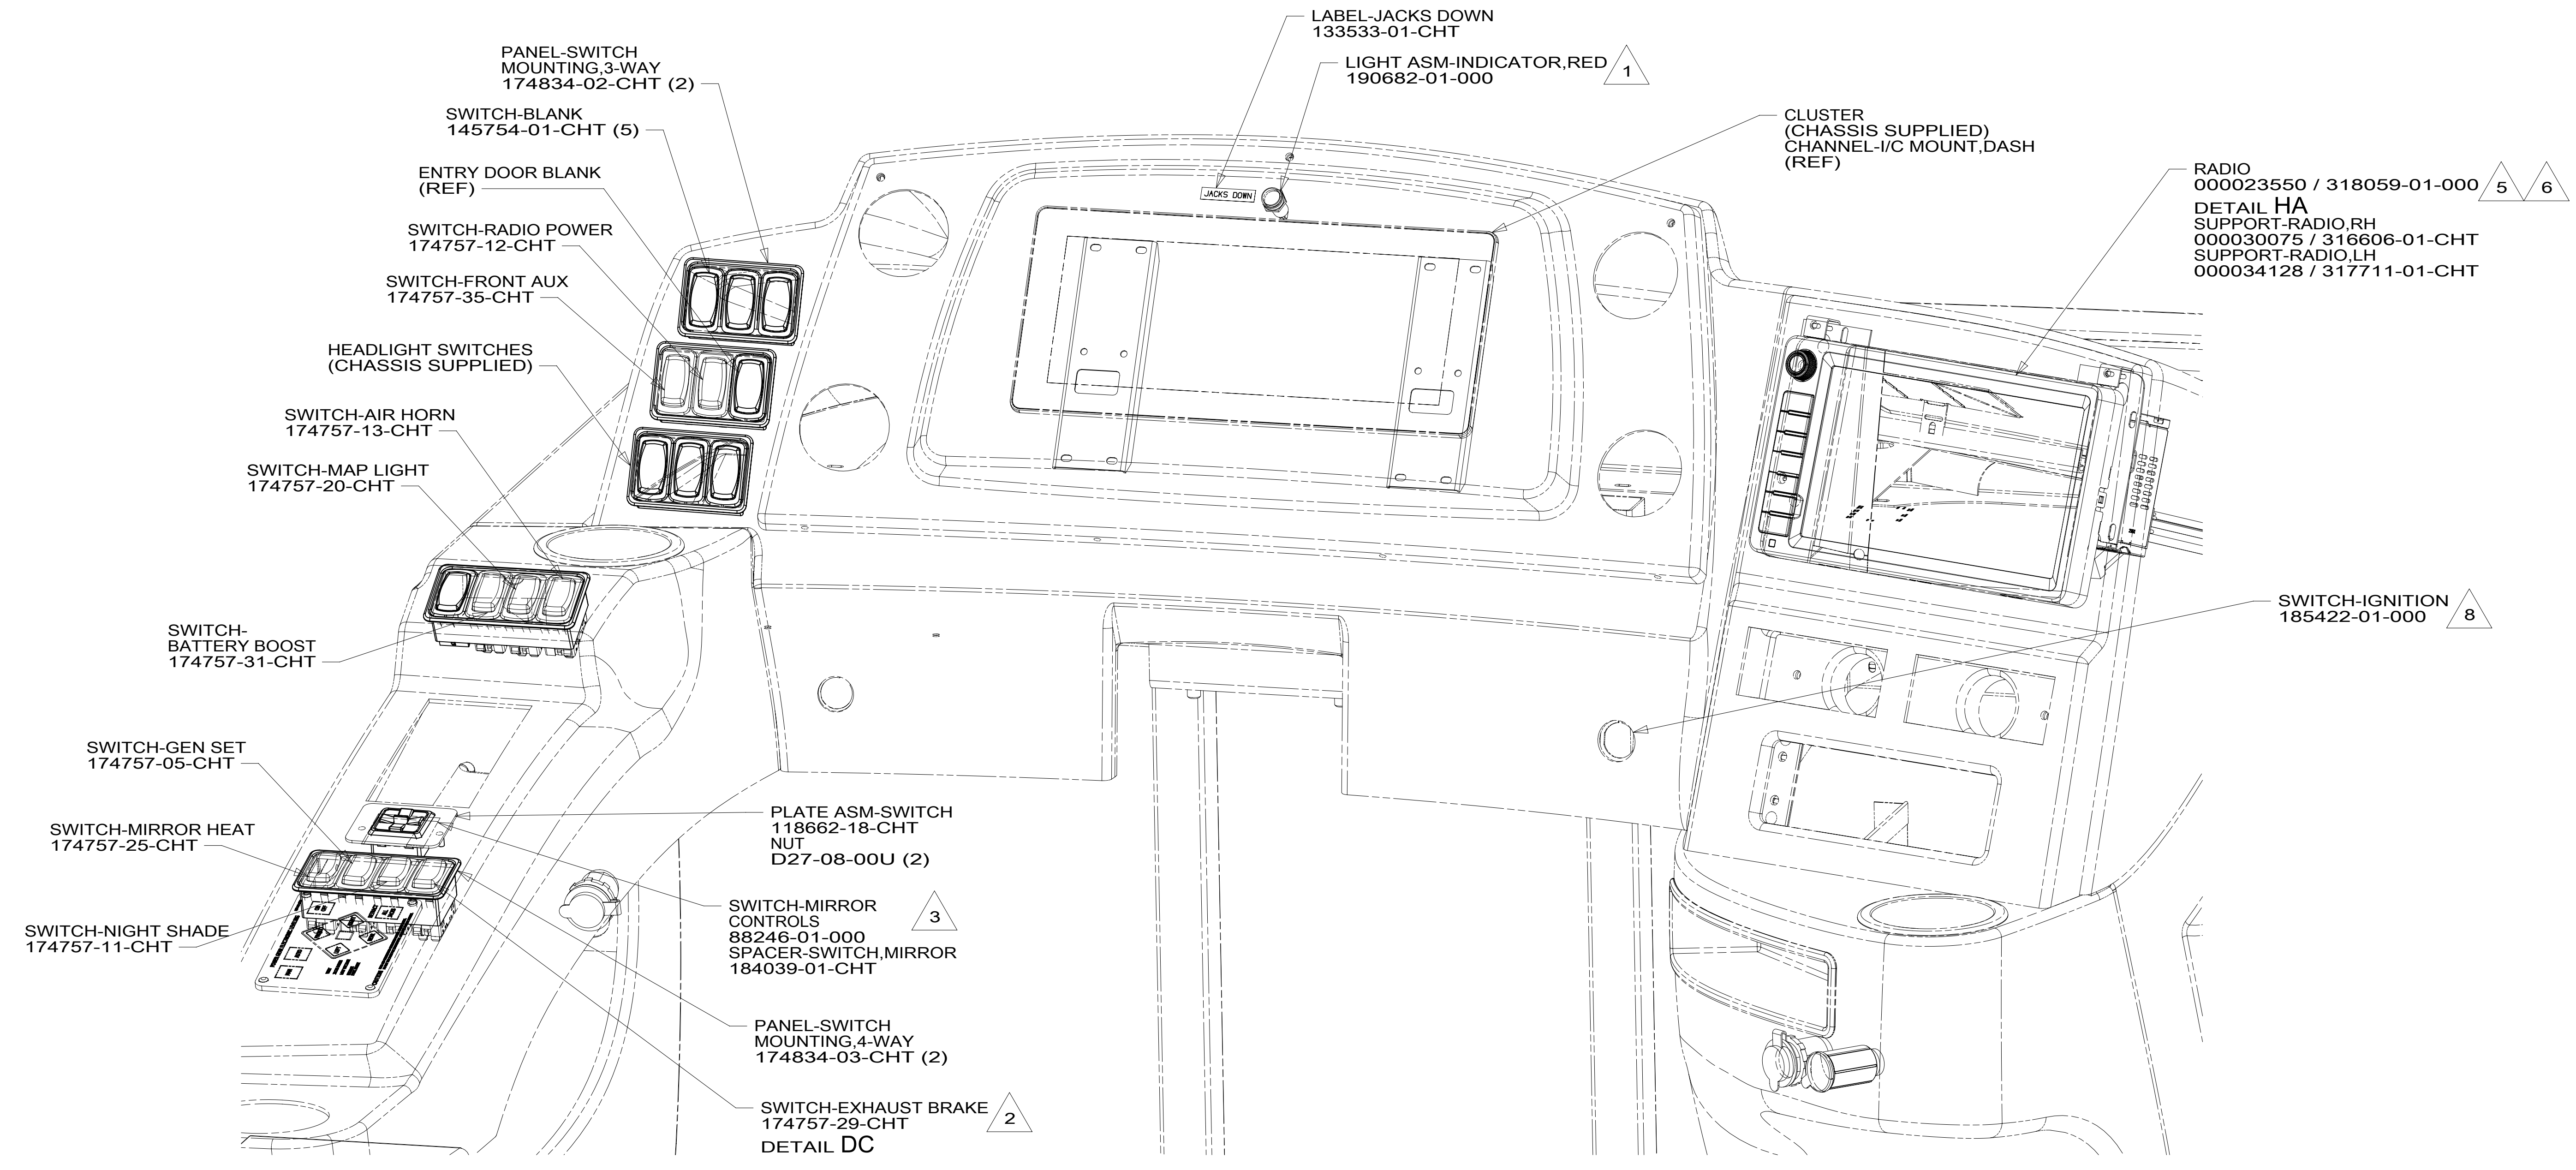 LABEL-JACKS DOWN
133533-01-CHT
LIGHT ASM-INDICATOR,RED
190682-01-000
1
PANEL-SWITCH
MOUNTING,3-WAY
174834-02-CHT (2)
SWITCH-BLANK
145754-01-CHT (5)
CLUSTER
(CHASSIS SUPPLIED)
CHANNEL-I/C MOUNT,DASH
(REF)
ENTRY DOOR BLANK
(REF)
RADIO
000023550 / 318059-01-000
5
6
DETAIL HA
SUPPORT-RADIO,RH
000030075 / 316606-01-CHT
SUPPORT-RADIO,LH
000034128 / 317711-01-CHT
JACKS DOWN
SWITCH-RADIO POWER
174757-12-CHT
SWITCH-FRONT AUX
174757-35-CHT
HEADLIGHT SWITCHES
(CHASSIS SUPPLIED)
SWITCH-AIR HORN
174757-13-CHT
SWITCH-MAP LIGHT
174757-20-CHT
SWITCH-IGNITION
185422-01-000
8
SWITCH-
BATTERY BOOST
174757-31-CHT
SWITCH-GEN SET
174757-05-CHT
PLATE ASM-SWITCH
118662-18-CHT
NUT
D27-08-00U (2)
SWITCH-MIRROR HEAT
174757-25-CHT
SWITCH-MIRROR
CONTROLS
88246-01-000
SPACER-SWITCH,MIRROR
184039-01-CHT
3
SWITCH-NIGHT SHADE
174757-11-CHT
PANEL-SWITCH
MOUNTING,4-WAY
174834-03-CHT (2)
SWITCH-EXHAUST BRAKE
174757-29-CHT
2
DETAIL DC